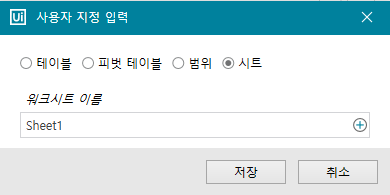 Ui 사용자 지정 입력
테이블 피벗 테이블 범위 시트
워크시트 이름
Sheet1
저장 취소